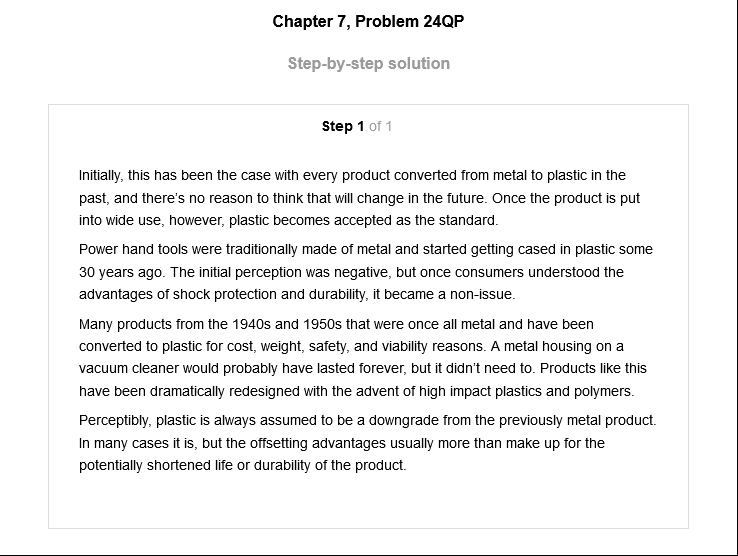 Chapter 7, Problem 24QP
Step-by-step solution
Step 1 of 1
Initially, this has been the case with every product converted from metal to plastic in the
past, and there's no reason to think that will change in the future. Once the product is put
into wide use, however, plastic becomes accepted as the standard.
Power hand tools were traditionally made of metal and started getting cased in plastic some
30 years ago. The initial perception was negative, but once consumers understood the
advantages of shock protection and durability, it became a non-issue.
Many products from the 1940s and 1950s that were once all metal and have been
converted to plastic for cost, weight, safety, and viability reasons. A metal housing on a
vacuum cleaner would probably have lasted forever, but it didn't need to. Products like this
have been dramatically redesigned with the advent of high impact plastics and polymers.
Perceptibly, plastic is always assumed to be a downgrade from the previously metal product.
In many cases it is, but the offsetting advantages usually more than make up for the
potentially shortened life or durability of the product.